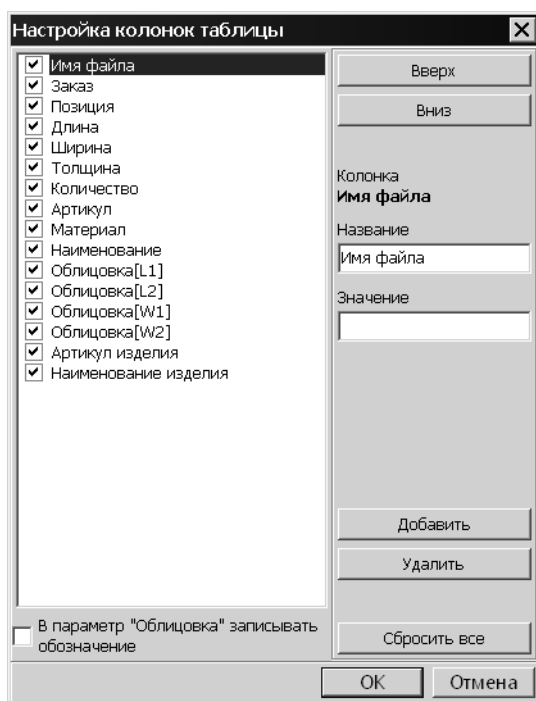 Настройка колонок таблицы
Имя файла
Заказ
Позиция
Длина
Ширина
Толщина
Количество
Артикул
Материал
Наименование
Облицовка[L1]
Облицовка[L2]
Облицовка[W1]
Облицовка[W2]
Артикул изделия
Наименование изделия
В параметр "Облицовка" записывать
обозначение
Вверх
Вниз
Колонка
Имя файла
Название
Имя файла
Значение
Добавить
Удалить
Сбросить все
OK
Отмена